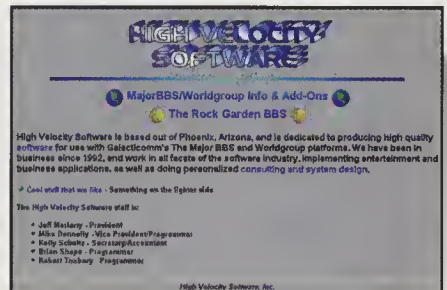 HIGH VELOCITY
SOFTWARE
MajorBBS/Worldgroup Info & Add-Ons
The Rock Garden BBS
High Velocity Software is based out of Phoenix, Arizona, and is dedicated to producing high quality
software for use with Galacticomm's The Major BBS and Worldgroup platforms. We have been in
business since 1992, and work in all facets of the software industry, implementing entertainment and
business applications, as well as doing personalized consulting and system design.
Cool stuff that we like - Something on the lighter side
The High Velocity Software staff is:
Jeff - President
Mike Donnelly - Vice President/Programmer
Kelly Schultz - Secretary/Accountant
Brian Shope - Programmer
Robert - Programmer
High Velocity Software, Inc.